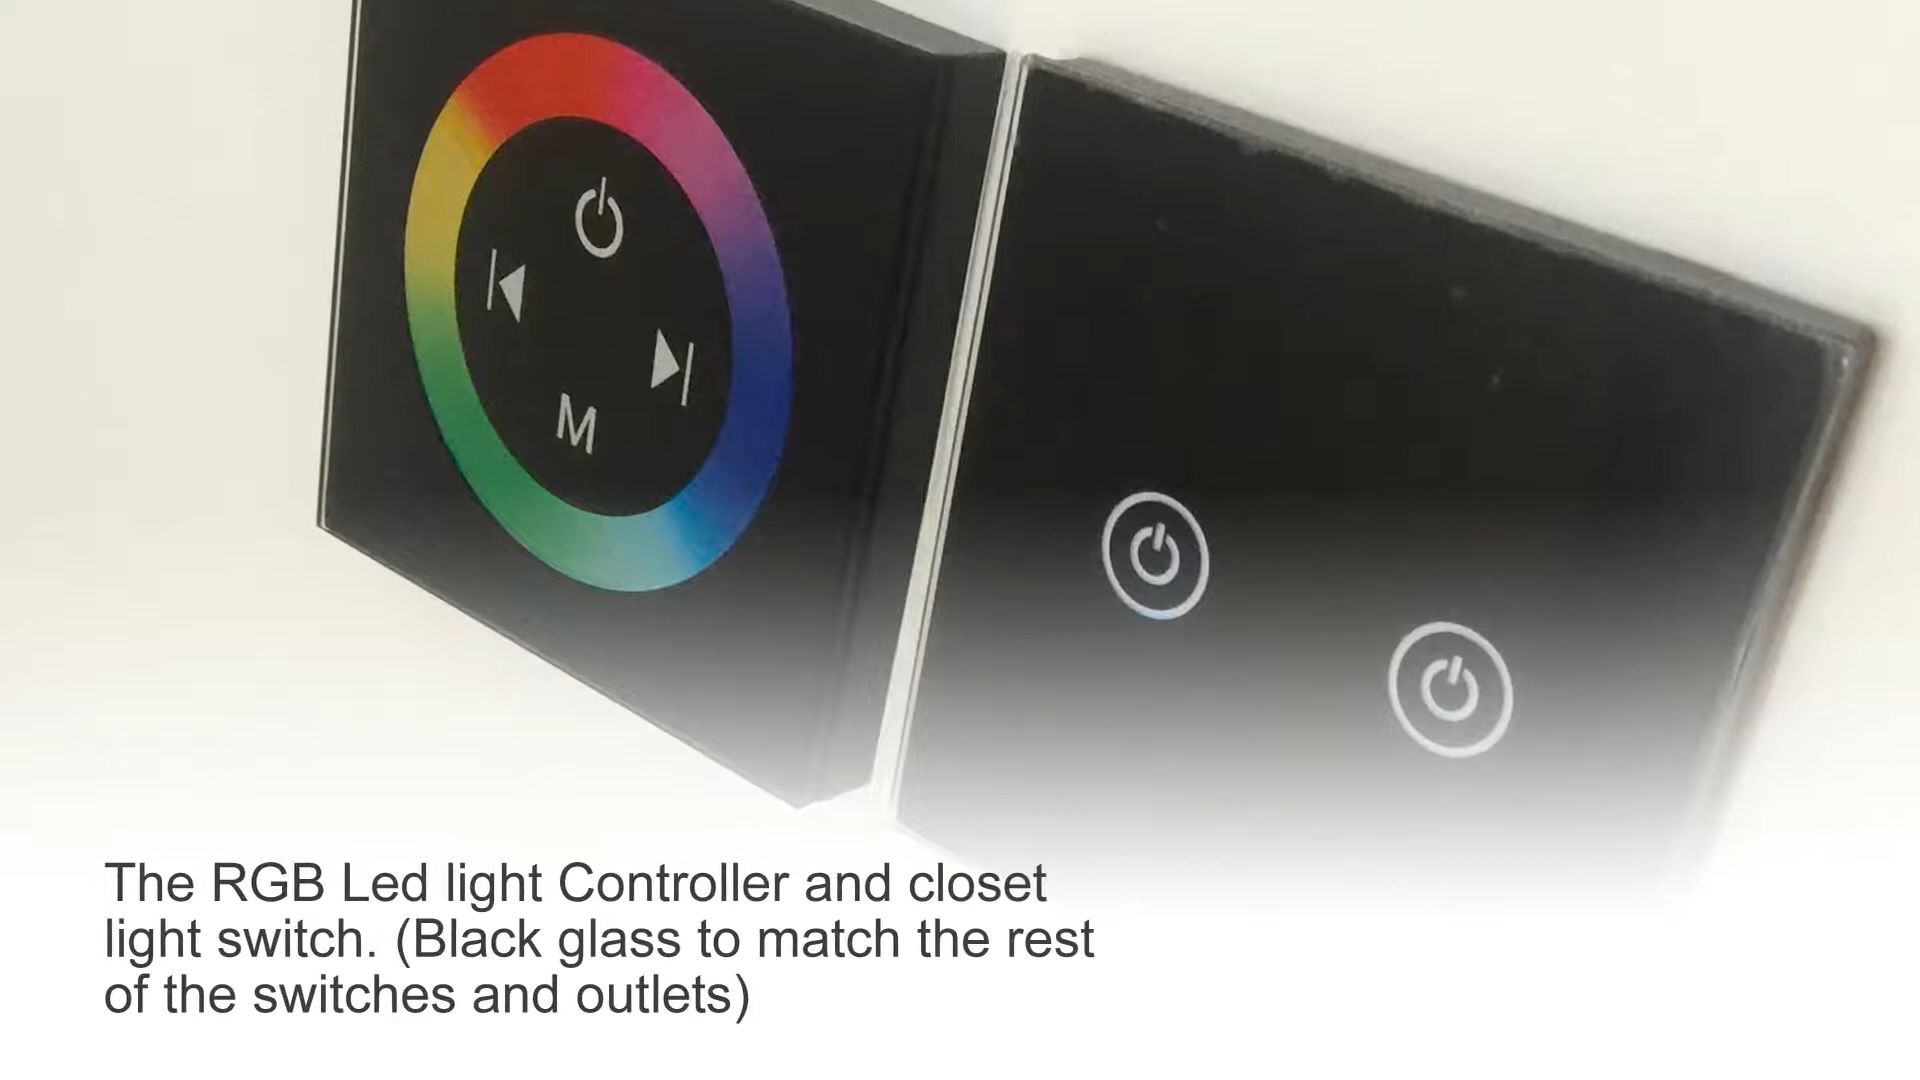 M
The RGB Led light Controller and closet
light switch. (Black glass to match the rest
of the switches and outlets)